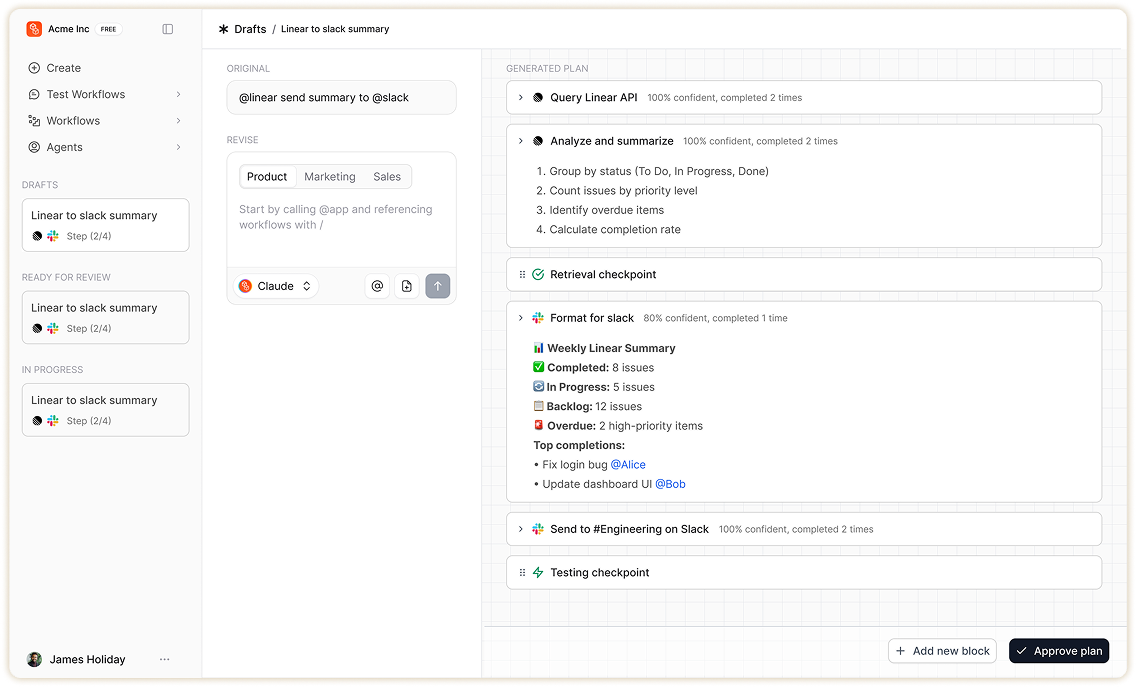 Acme Inc FREE
Create
Test Workflows
Workflows
Agents
DRAFTS
Linear to slack summary
Step (2/4)
READY FOR REVIEW
Linear to slack summary
Step (2/4)
IN PROGRESS
Linear to slack summary
Step (2/4)
James Holiday
Drafts / Linear to slack summary
ORIGINAL
@linear send summary to @slack
REVISE
Product Marketing Sales
Start by calling @app and referencing
workflows with /
Claude
GENERATED PLAN
Query Linear API 100% confident, completed 2 times
Analyze and summarize 100% confident, completed 2 times
1. Group by status (To Do, In Progress, Done)
2. Count issues by priority level
3. Identify overdue items
4. Calculate completion rate
Retrieval checkpoint
Format for slack 80% confident, completed 1 time
📊 Weekly Linear Summary
✅ Completed: 8 issues
🔄 In Progress: 5 issues
📋 Backlog: 12 issues
🚨 Overdue: 2 high-priority items
Top completions:
• Fix login bug @Alice
• Update dashboard UI @Bob
Send to #Engineering on Slack 100% confident, completed 2 times
Testing checkpoint
+ Add new block
Approve plan